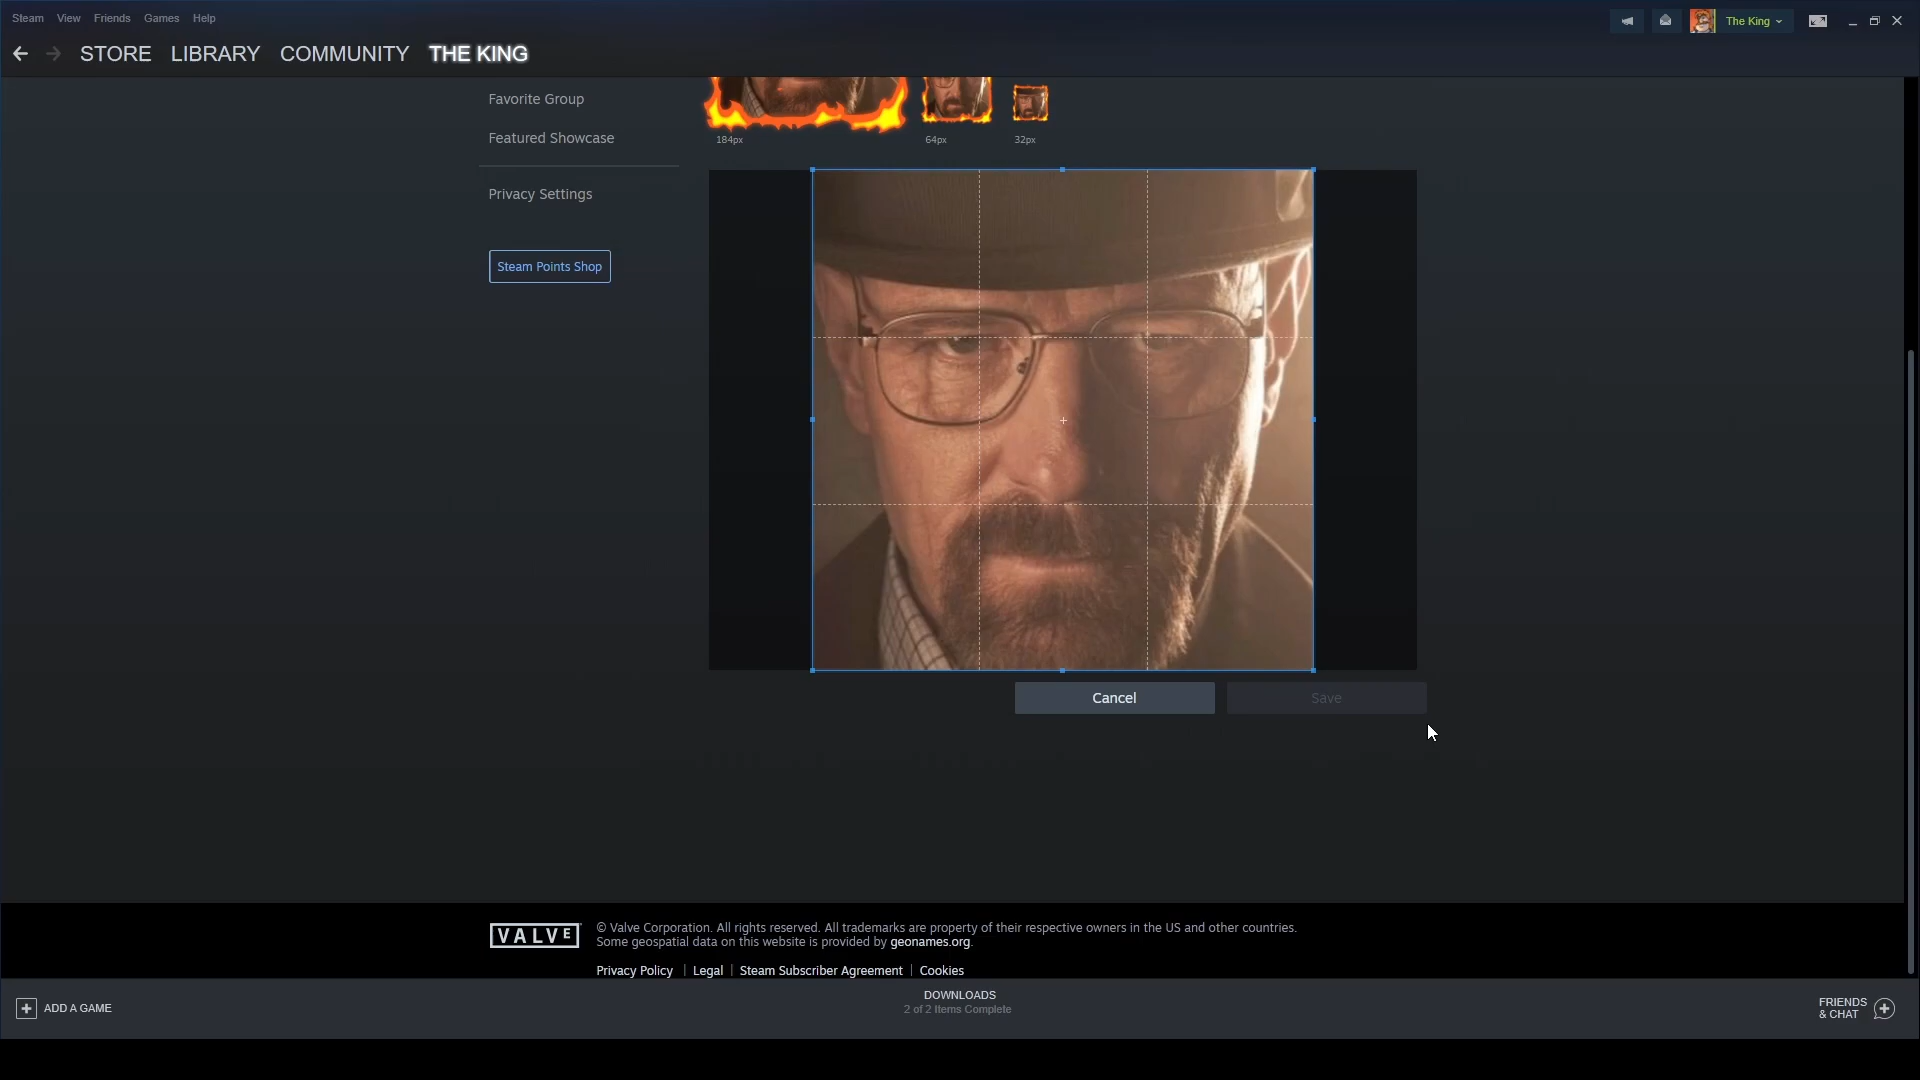 Steam View Friends Games Help
The King
STORE LIBRARY COMMUNITY THE KING
Favorite Group
Featured Showcase
184px 64px 32px
Privacy Settings
Steam Points Shop
Cancel Save
VALVE
© Valve Corporation. All rights reserved. All trademarks are property of their respective owners in the US and other countries.
Some geospatial data on this website is provided by geonames.org.
Privacy Policy | Legal | Steam Subscriber Agreement | Cookies
ADD A GAME
DOWNLOADS
2 of 2 Items Complete
FRIENDS
& CHAT